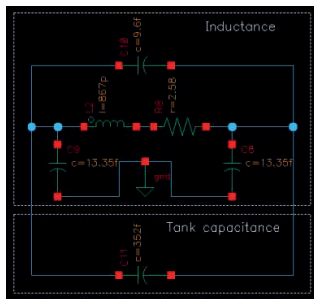 Inductance
C10
c=9.6f
L2
l=867p
R8
r=2.58
C9
c=13.35f
C8
c=13.35f
gnd
Tank capacitance
C11
c=352f